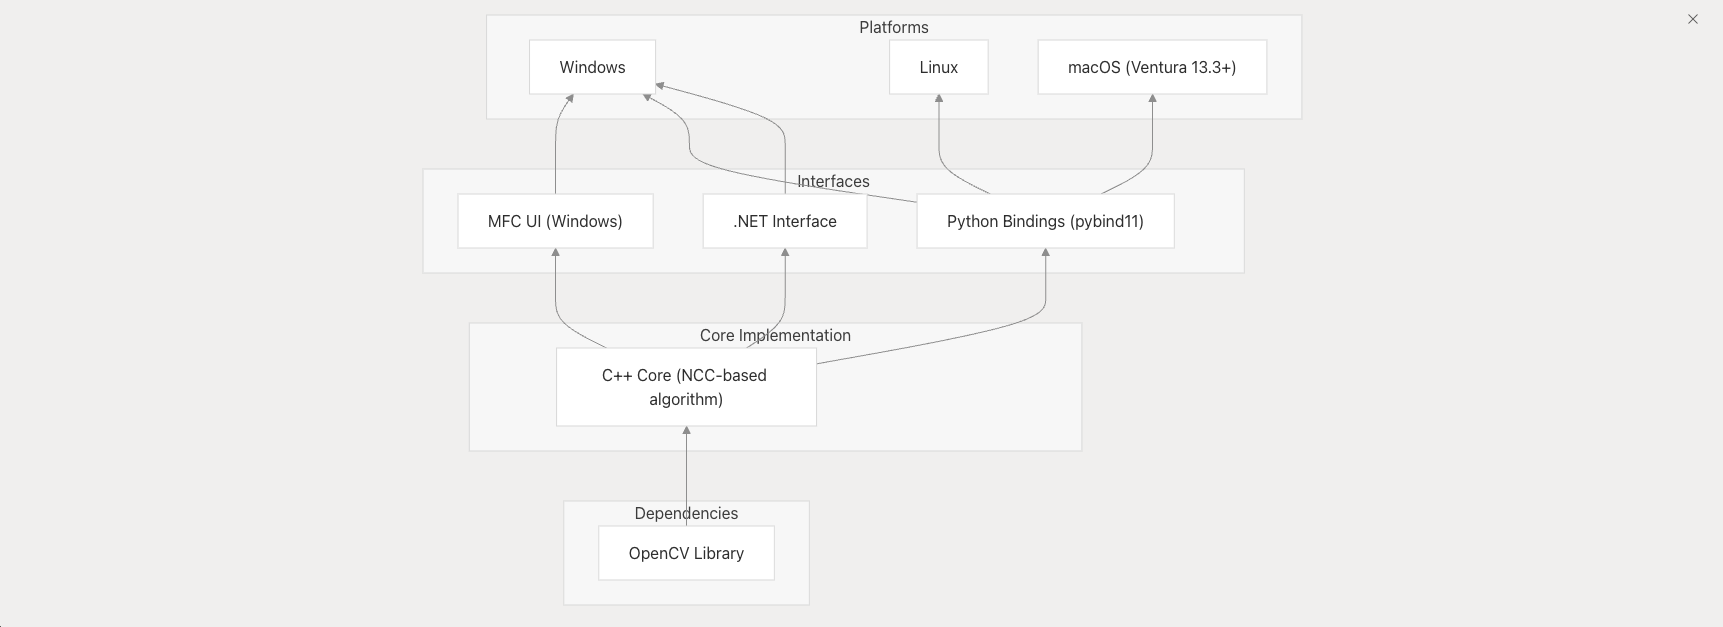 Platforms
Windows
Linux
macOS (Ventura 13.3+)
Interfaces
MFC UI (Windows)
.NET Interface
Python Bindings (pybind11)
Core Implementation
C++ Core (NCC-based
algorithm)
Dependencies
OpenCV Library